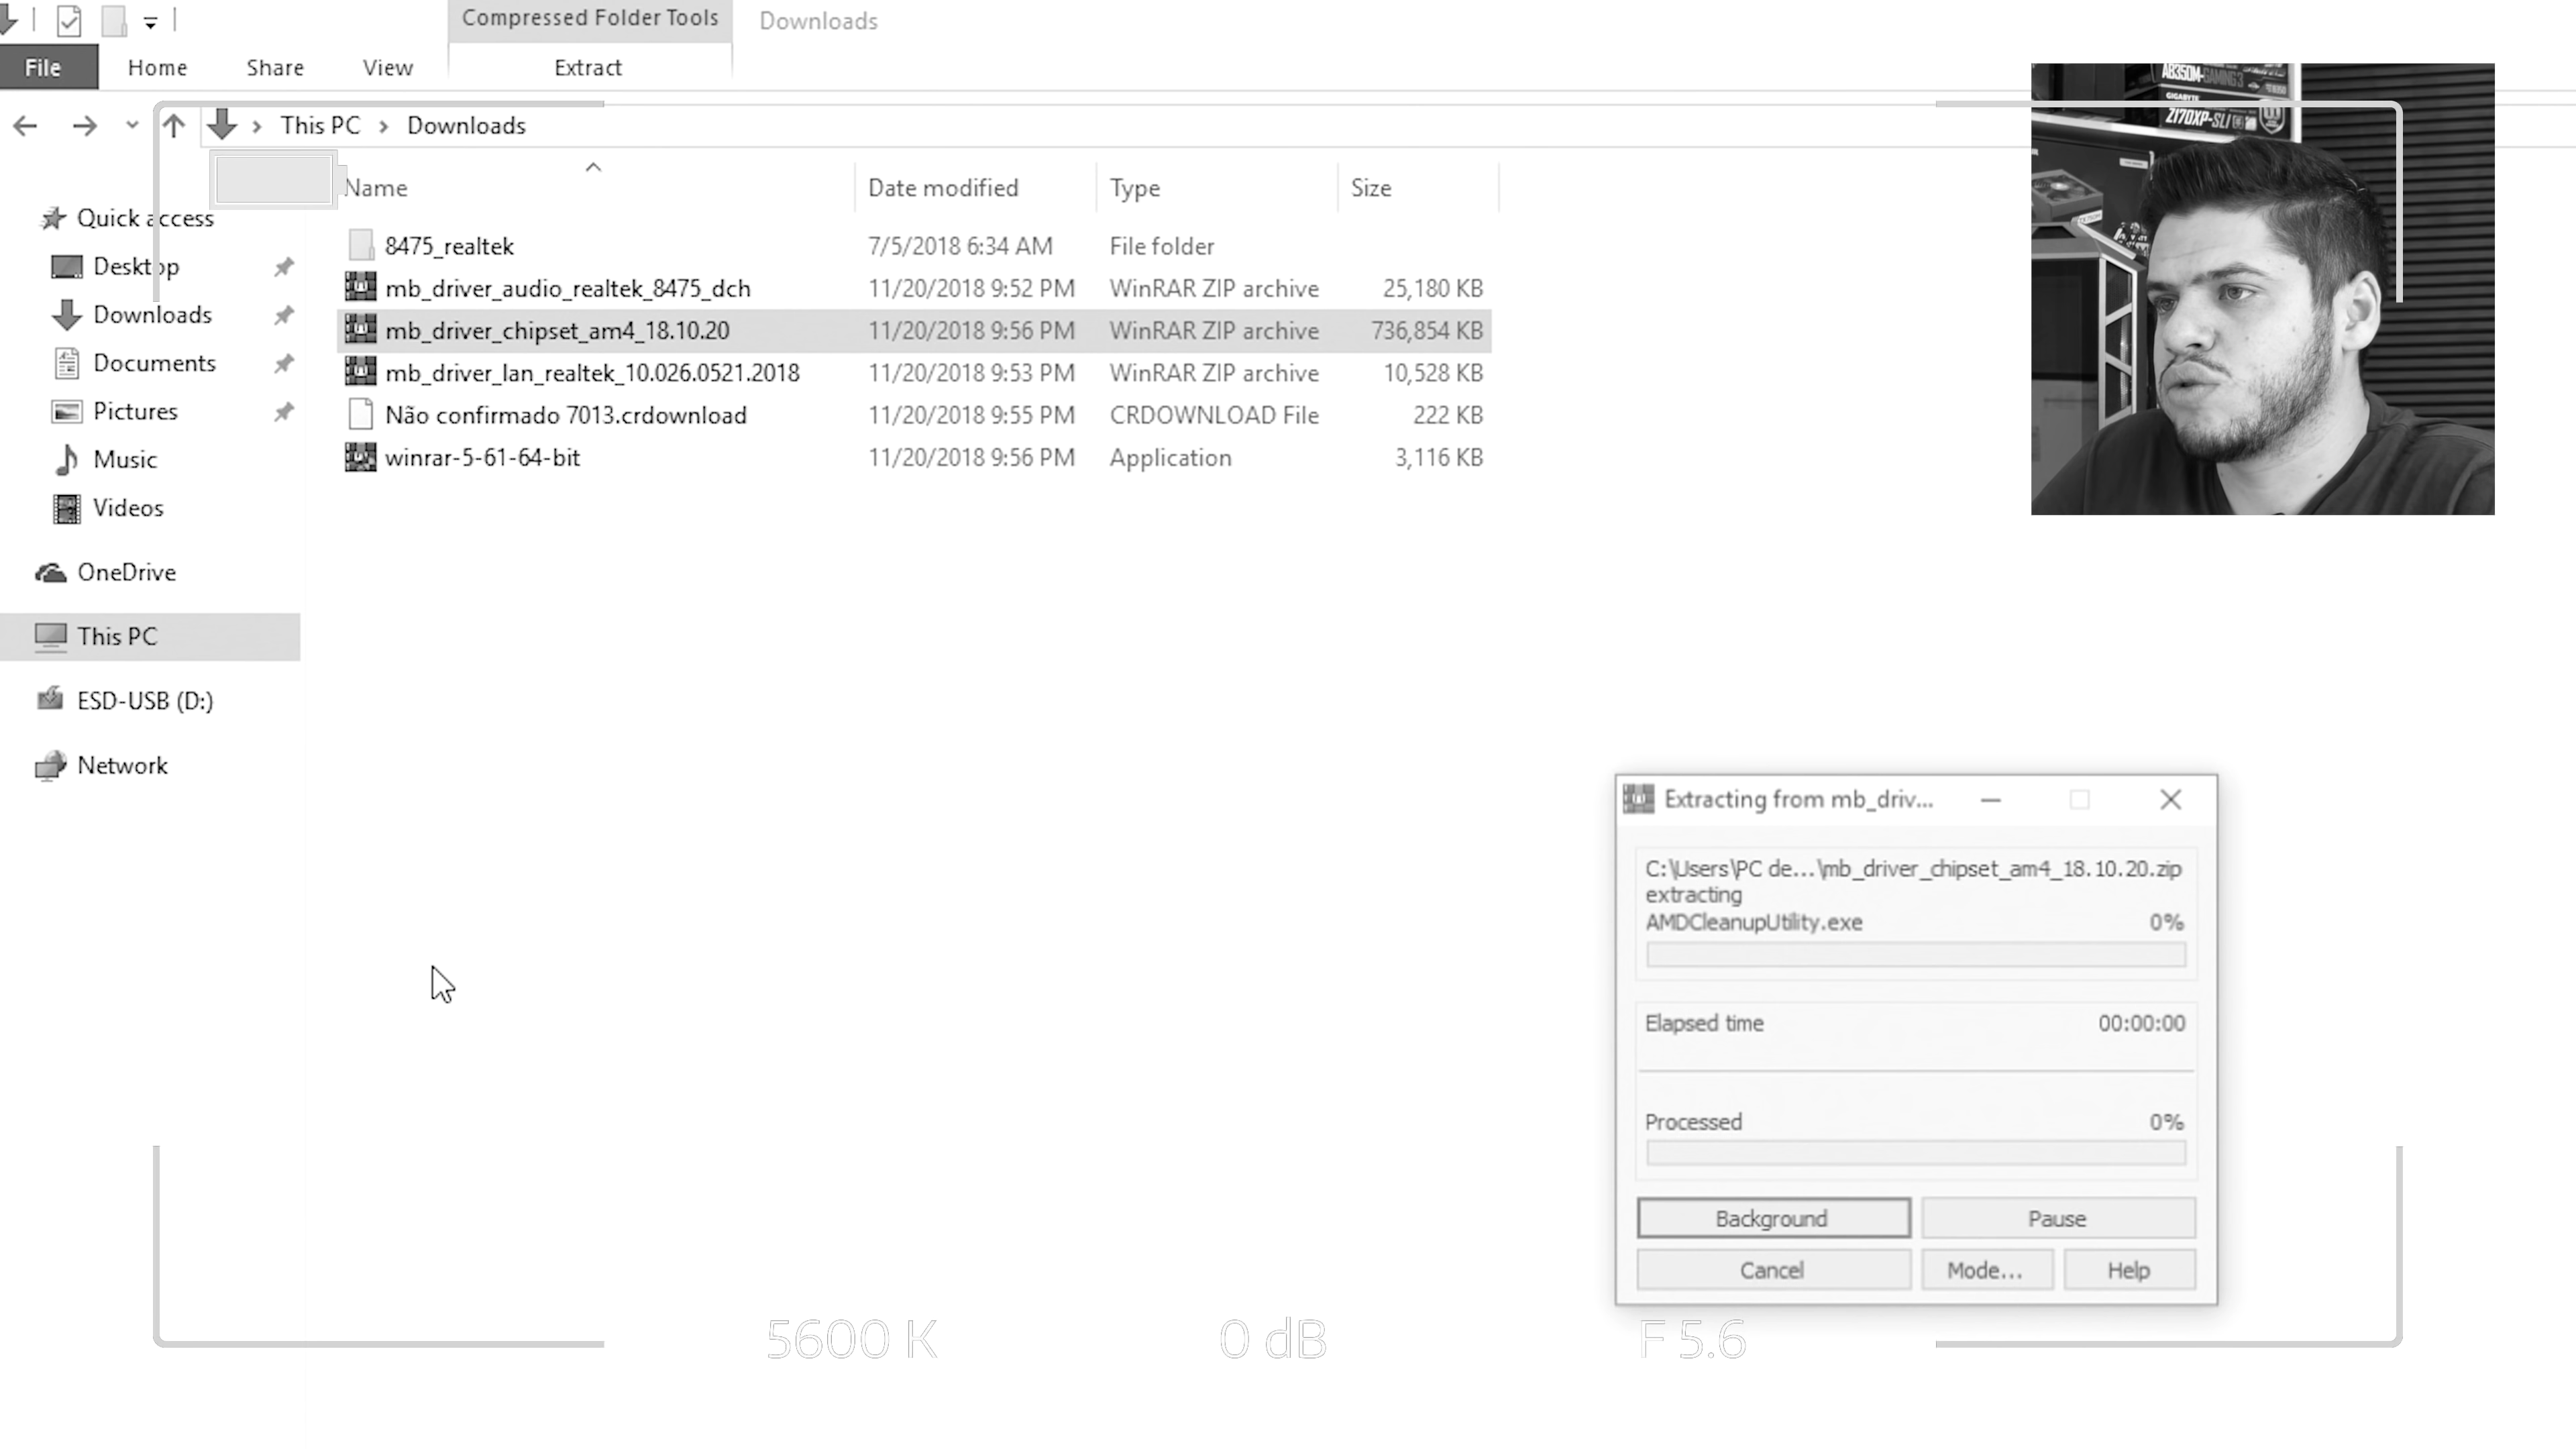 Compressed Folder Tools
Downloads
File
Home
Share
View
Extract
This PC
Downloads
Name
Date modified
Type
Size
Quick access
Desktop
Downloads
Documents
Pictures
Music
Videos
OneDrive
This PC
ESD-USB (D:)
Network
8475_realtek 7/5/2018 6:34 AM File folder
mb_driver_audio_realtek_8475_dch 11/20/2018 9:52 PM WinRAR ZIP archive 25,180 KB
mb_driver_chipset_am4_18.10.20 11/20/2018 9:56 PM WinRAR ZIP archive 736,854 KB
mb_driver_lan_realtek_10.026.0521.2018 11/20/2018 9:53 PM WinRAR ZIP archive 10,528 KB
Não confirmado 7013.crdownload 11/20/2018 9:55 PM CRDOWNLOAD File 222 KB
winrar-5-61-64-bit 11/20/2018 9:56 PM Application 3,116 KB
AB350M-GAMING3
GIGABYTE
Z170XP-SLI
Extracting from mb_driv...
C:\Users\PC de...\mb_driver_chipset_am4_18.10.20.zip
extracting
AMDCleanupUtility.exe 0%
Elapsed time 00:00:00
Processed 0%
Background
Pause
Cancel
Mode...
Help
5600 K
0 dB
F 5.6